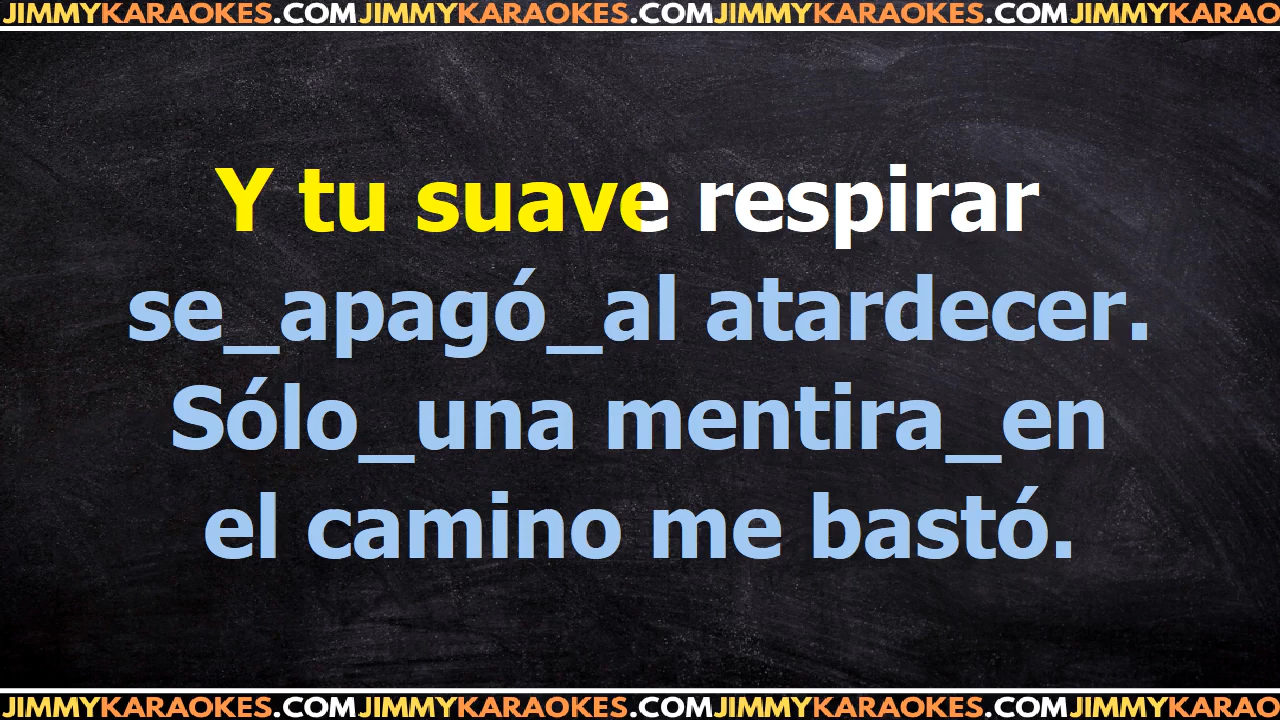 JIMMYKARAOKES.COMJIMMYKARAOKES.COMJIMMYKARAOKES.COMJIMMYKARAO
Y tu suave respirar
se_apagó_al atardecer.
Sólo_una mentira_en
el camino me bastó.
JIMMYKARAOKES.COMJIMMYKARAOKES.COMJIMMYKARAOKES.COMJIMMYKARAO